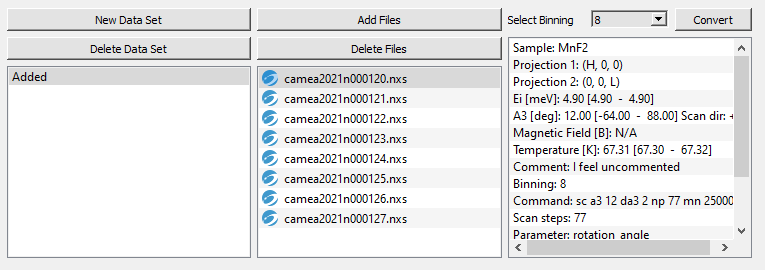 New Data Set
Add Files
Select Binning
8
Convert
Delete Data Set
Delete Files
Added
camea2021n000120.nxs
camea2021n000121.nxs
camea2021n000122.nxs
camea2021n000123.nxs
camea2021n000124.nxs
camea2021n000125.nxs
camea2021n000126.nxs
camea2021n000127.nxs
Sample: MnF2
Projection 1: (H, 0, 0)
Projection 2: (0, 0, L)
Ei [meV]: 4.90 [4.90 - 4.90]
A3 [deg]: 12.00 [-64.00 - 88.00] Scan dir: +
Magnetic Field [B]: N/A
Temperature [K]: 67.31 [67.30 - 67.32]
Comment: I feel uncommented
Binning: 8
Command: sc a3 12 da3 2 np 77 mn 25000
Scan steps: 77
Parameter: rotation_angle